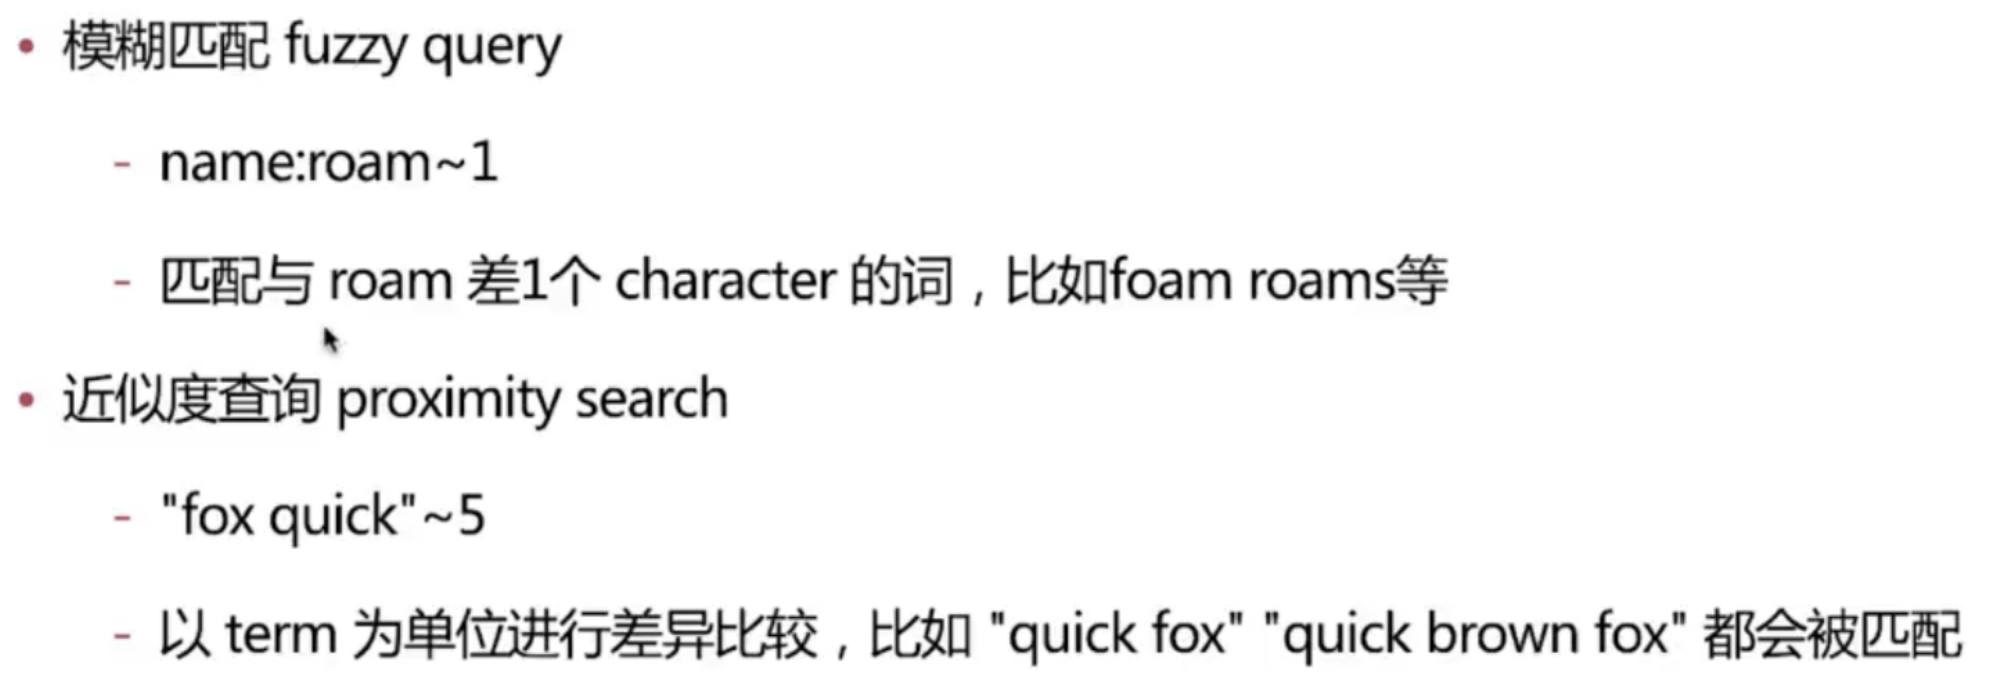 • 模糊匹配 fuzzy query
- name:roam~1
- 匹配与 roam 差1个 character 的词，比如foam roams等
• 近似度查询 proximity search
- "fox quick"~5
- 以 term 为单位进行差异比较，比如 "quick fox" "quick brown fox" 都会被匹配